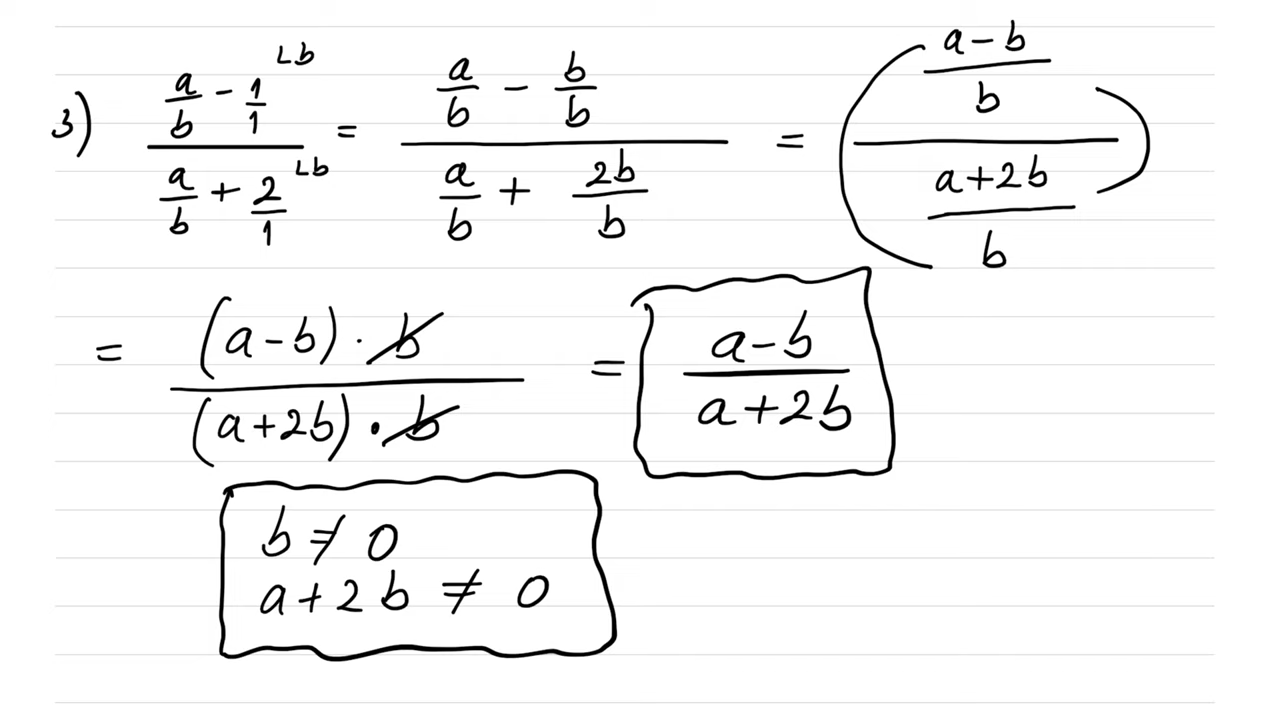 3) (a/b - 1/1 ⌊b) / (a/b + 2/1 ⌊b) = (a/b - b/b) / (a/b + 2b/b) = ((a-b)/b) / ((a+2b)/b)
= ((a-b) · b) / ((a+2b) · b) = (a-b) / (a+2b)
b ≠ 0
a+2b ≠ 0